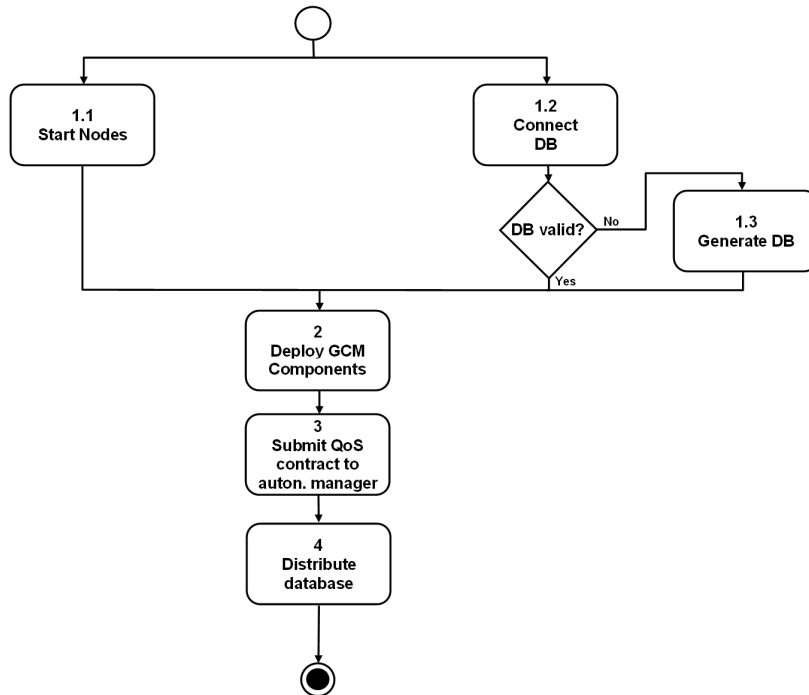 1.1
Start Nodes
1.2
Connect
DB
DB valid?
No
1.3
Generate DB
Yes
2
Deploy GCM
Components
3
Submit QoS
contract to
auton. manager
4
Distribute
database